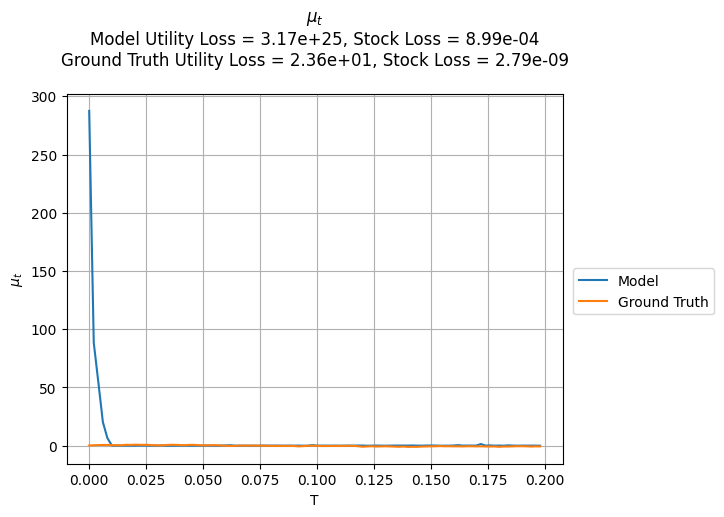 μt
Model Utility Loss = 3.17e+25, Stock Loss = 8.99e-04
Ground Truth Utility Loss = 2.36e+01, Stock Loss = 2.79e-09
300
250
200
150
100
50
0
μt
0.000 0.025 0.050 0.075 0.100 0.125 0.150 0.175 0.200
T
Model
Ground Truth